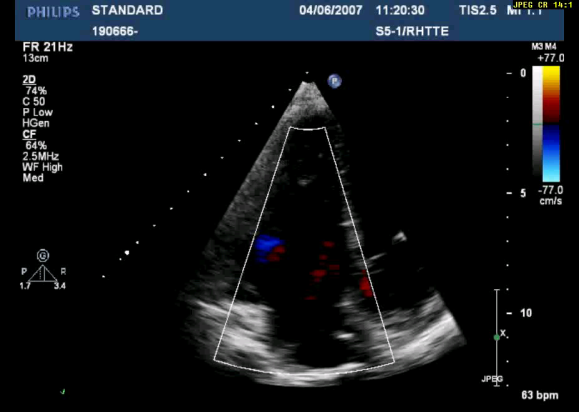 JPEG CR 14:1
PHILIPS STANDARD 04/06/2007 11:20:30 TIS2.5 MI 1.1
190666- S5-1/RHTTE
FR 21Hz
13cm
2D
74%
C 50
P Low
HGen
CF
64%
2.5MHz
WF High
Med
M3 M4
+77.0
-77.0
cm/s
P
0
5
10
G
P R
1.7 3.4
X
JPEG
63 bpm